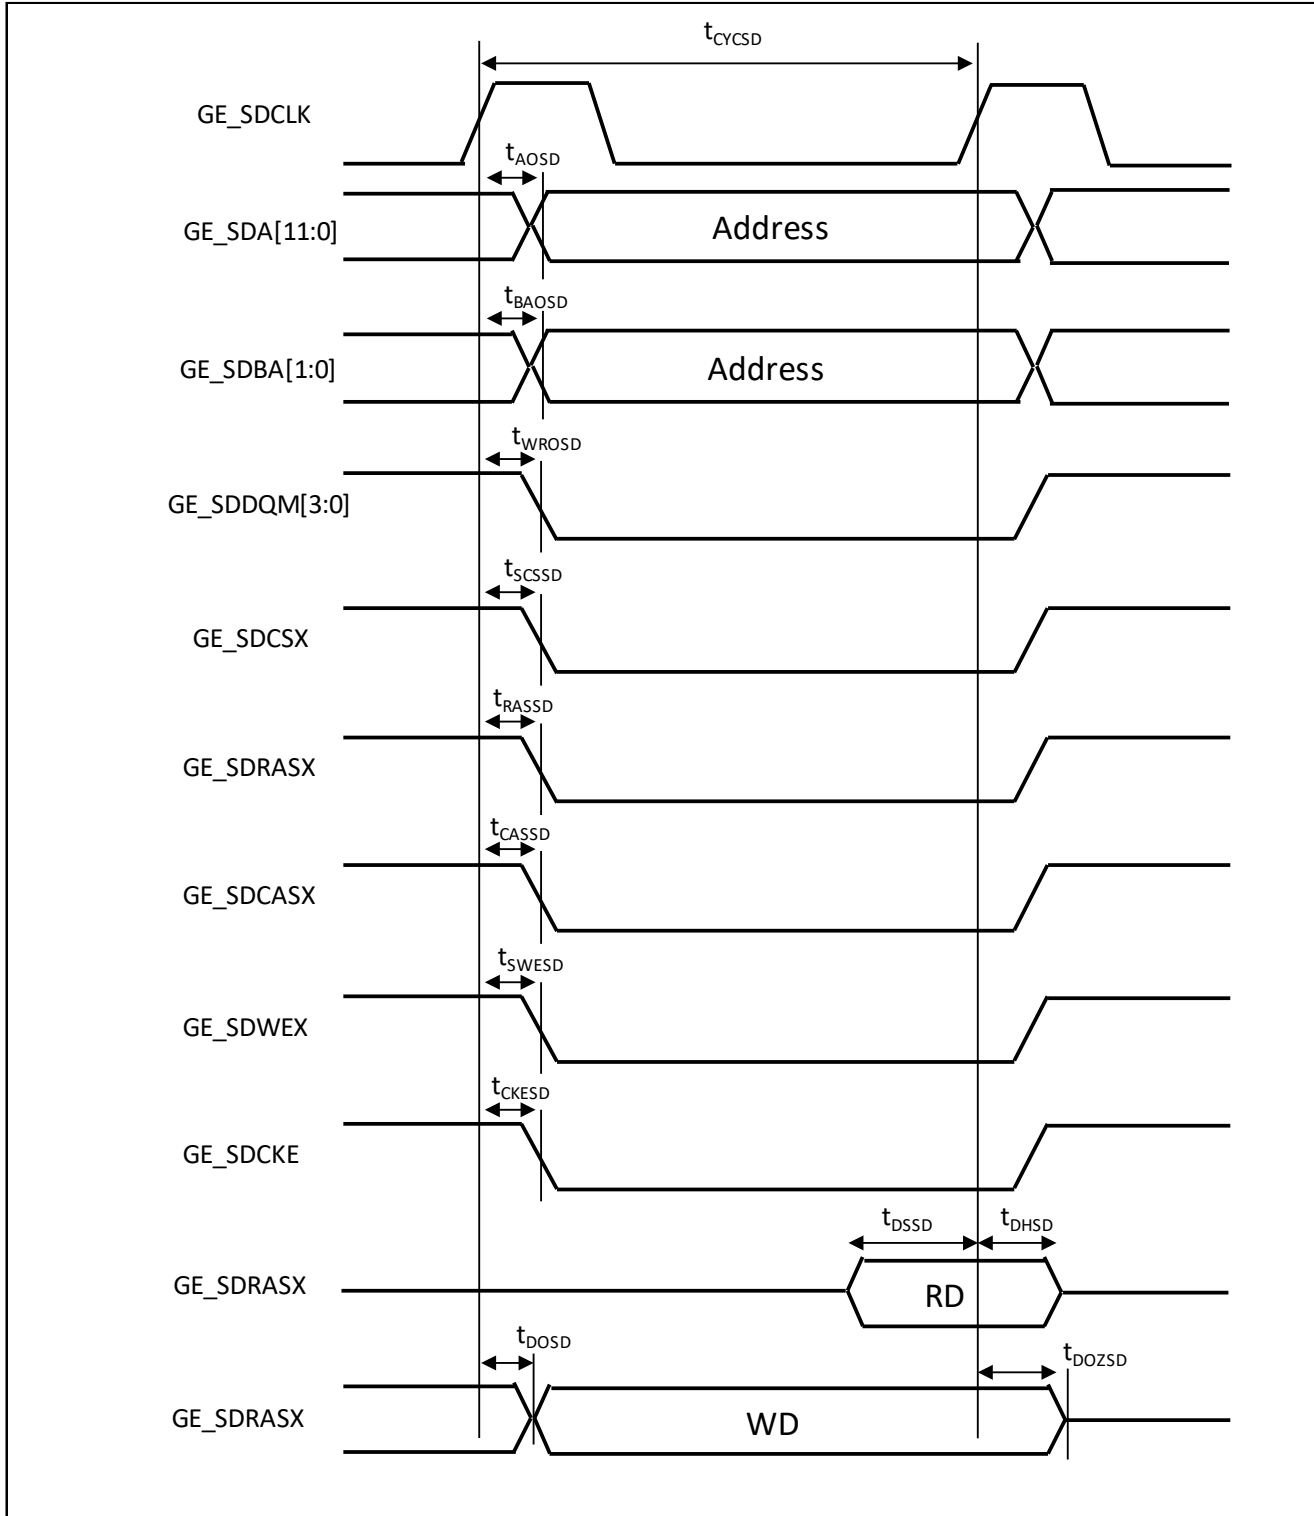 tCYCSD
GE_SDCLK
tAOSD
GE_SDA[11:0]
Address
tBAOSD
GE_SDBA[1:0]
Address
tWROSD
GE_SDDQM[3:0]
tSCSSD
GE_SDCSX
tRASSD
GE_SDRASX
tCASSD
GE_SDCASX
tSWESD
GE_SDWEX
tCKESD
GE_SDCKE
tDSSD
tDHSD
GE_SDRASX
RD
tDOSD
tDOZSD
GE_SDRASX
WD